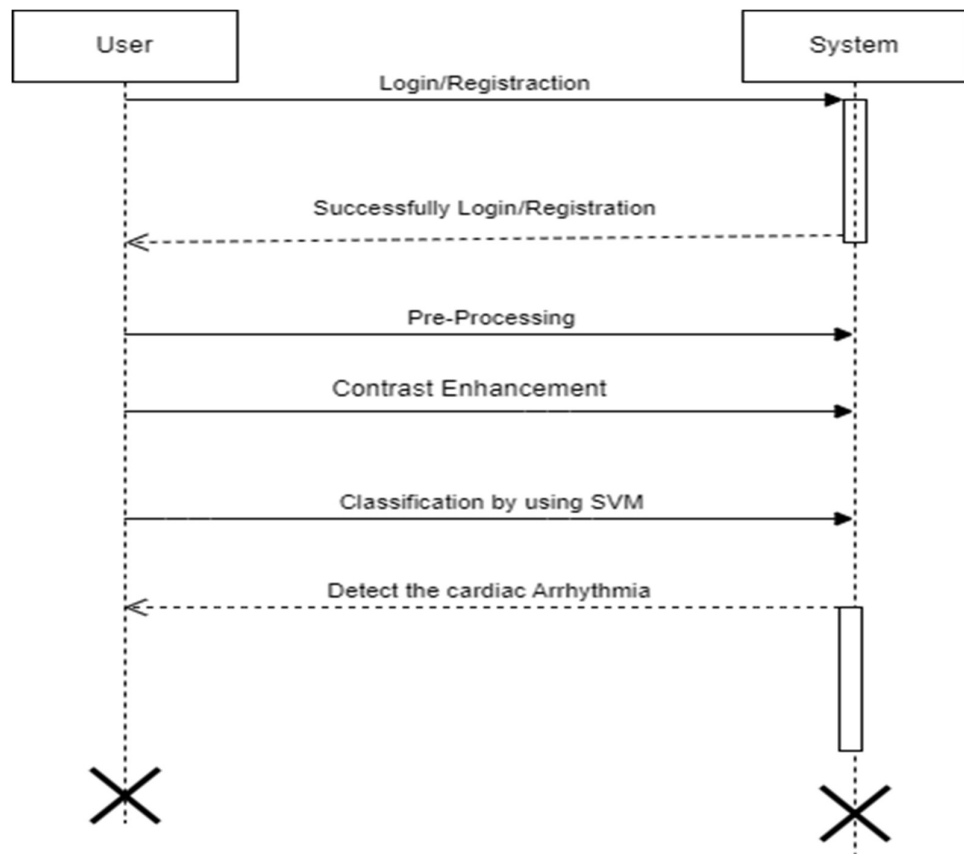 User
System
Login/Registraction
Successfully Login/Registration
Pre-Processing
Contrast Enhancement
Classification by using SVM
Detect the cardiac Arrhythmia